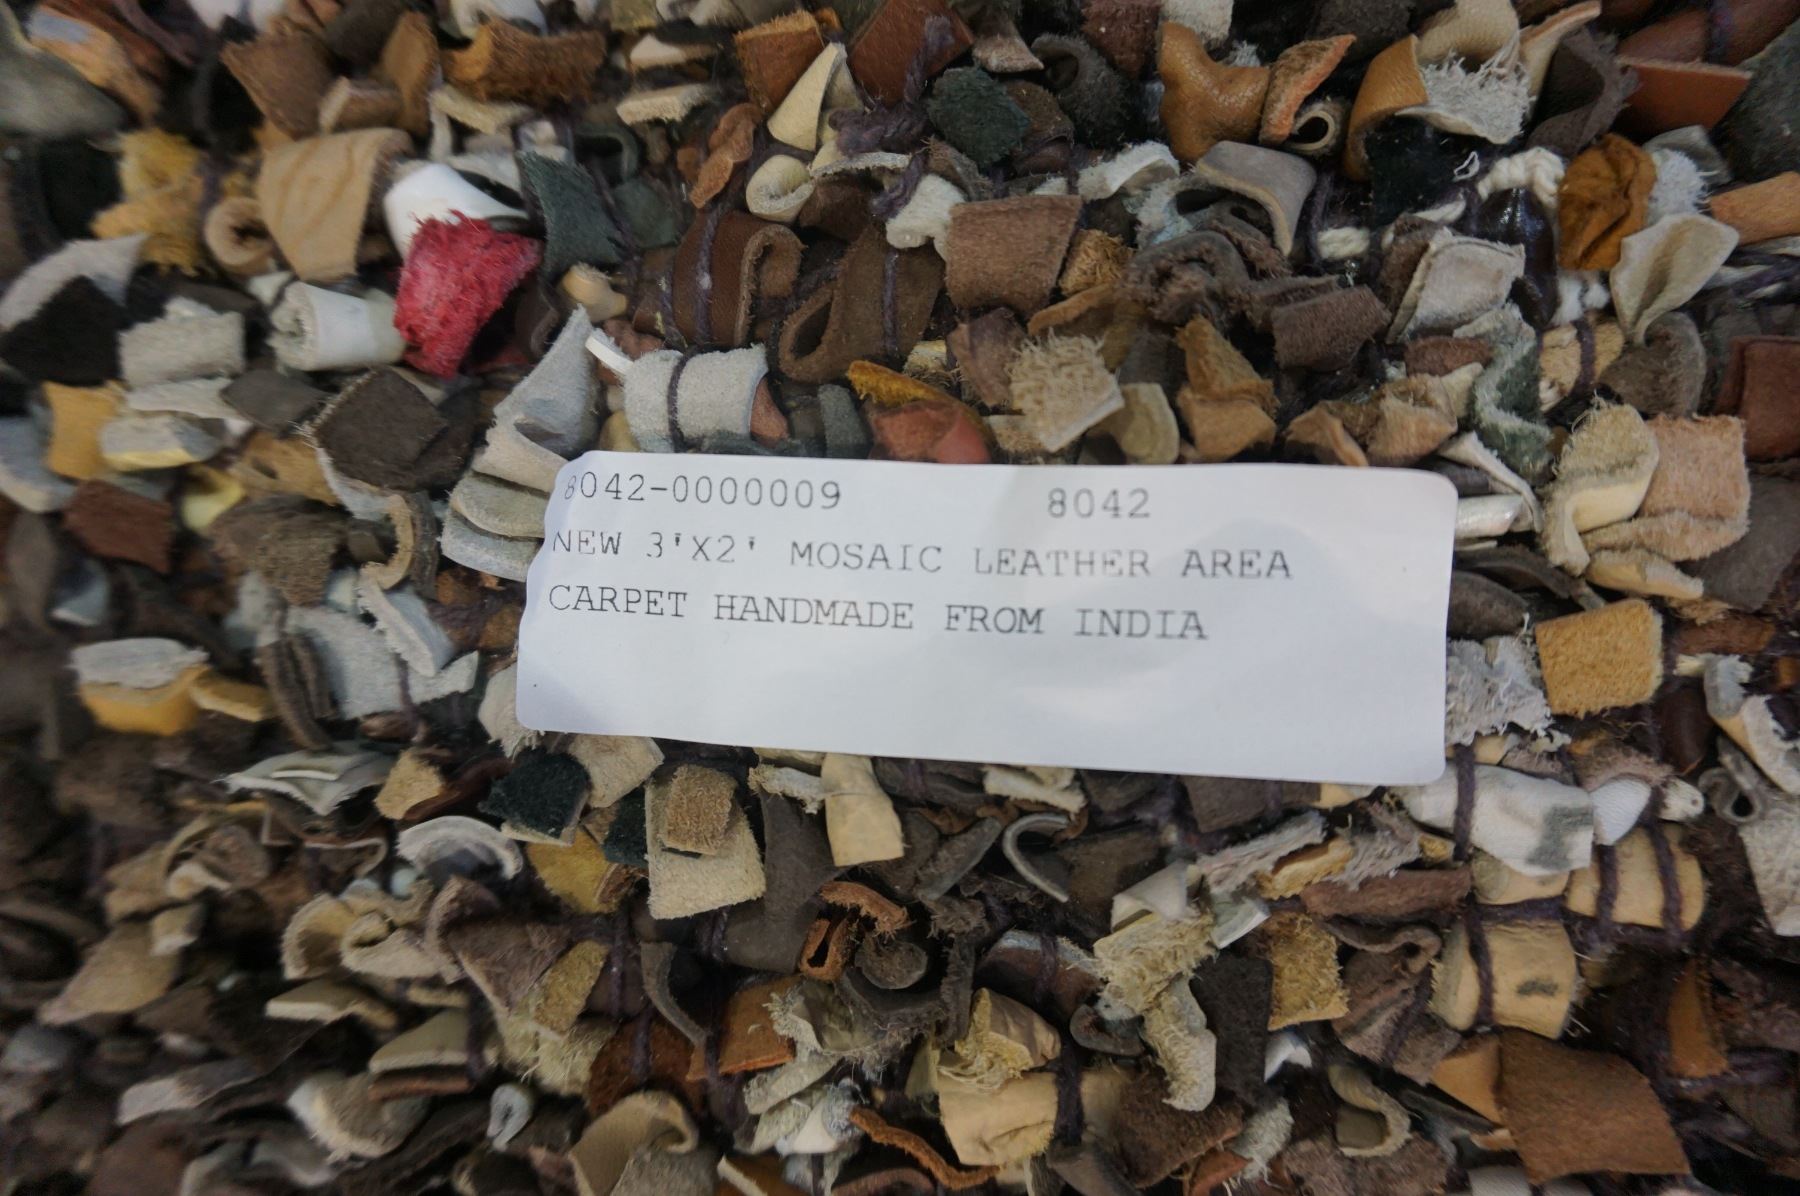 8042-0000009 8042
NEW 3'X2' MOSAIC LEATHER AREA
CARPET HANDMADE FROM INDIA